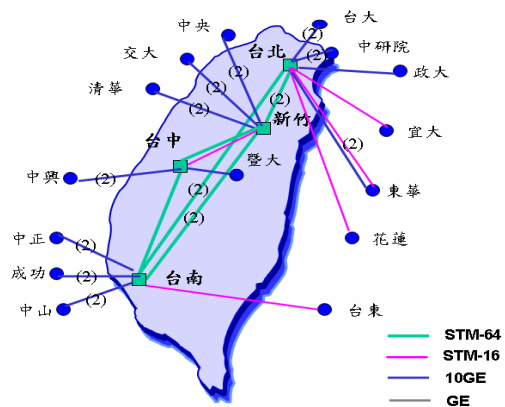 台大
中央
台北
(2)
中研院
(2)
交大
(2)
政大
清華
(2)
(2)
新竹
(2)
台中
宜大
(2)
暨大
中興
(2)
東華
(2)
(2)
中正
(2)
花蓮
成功
(2)
台南
中山
(2)
台東
STM-64
STM-16
10GE
GE